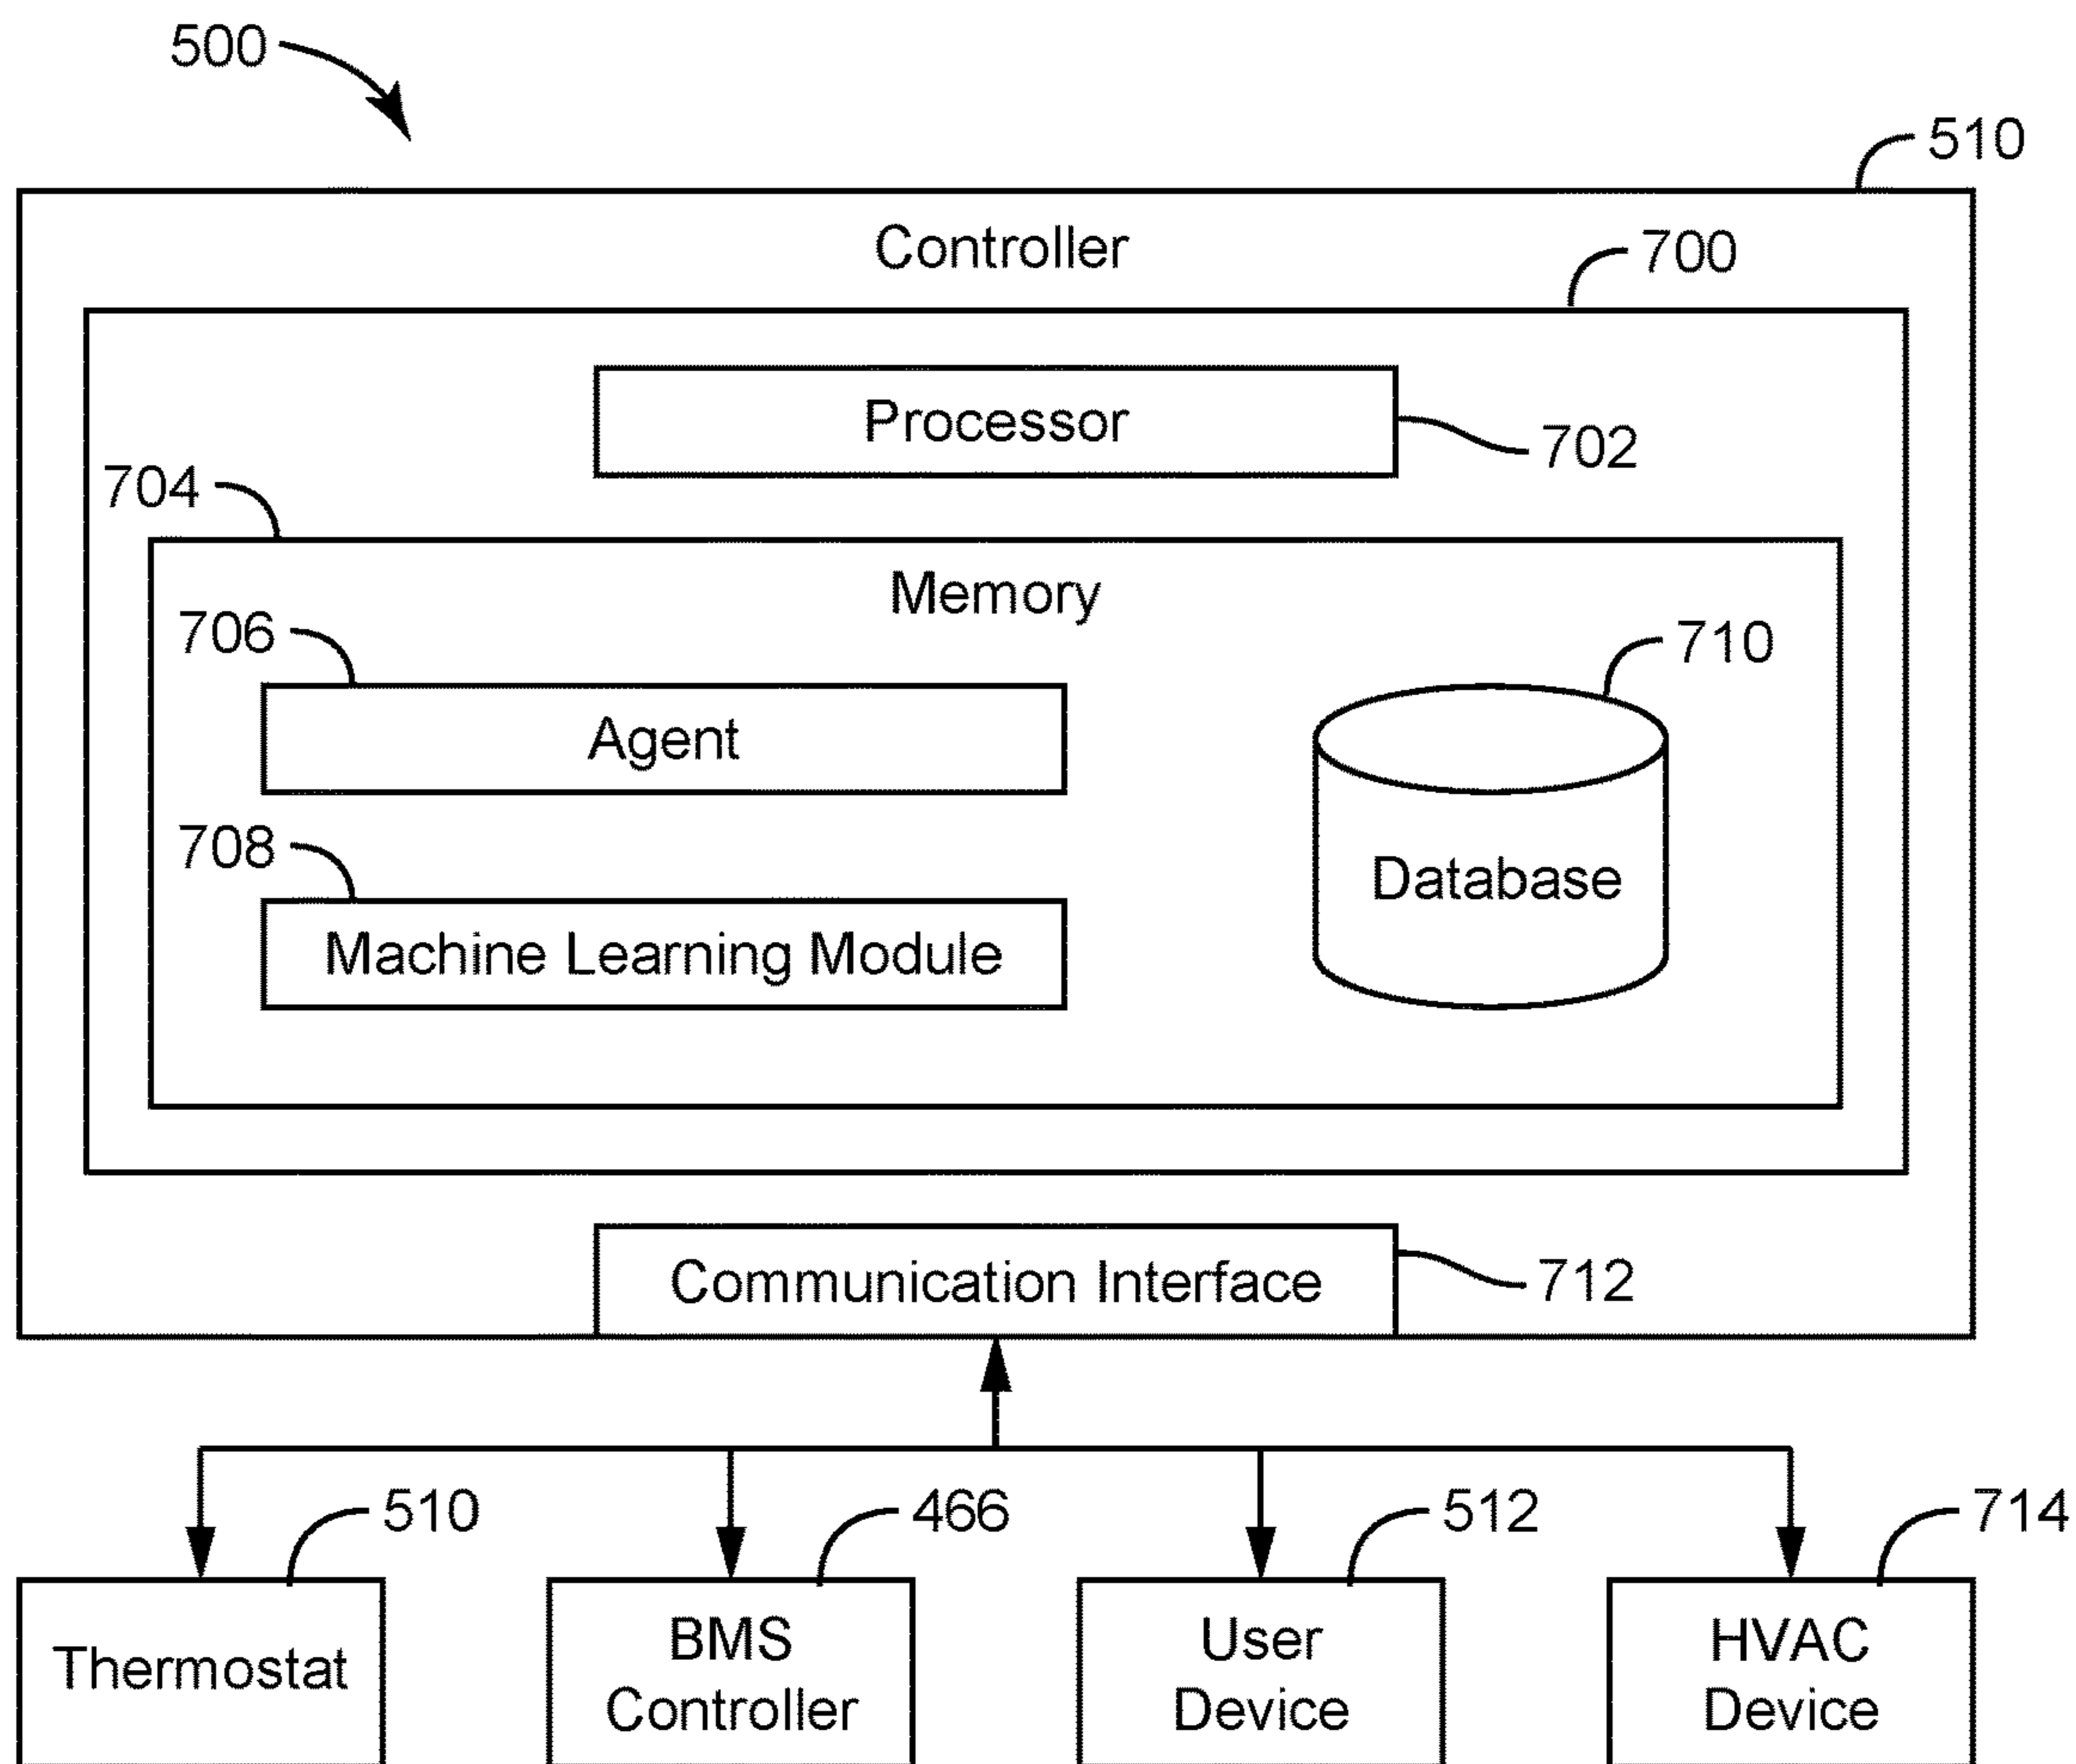 500
510
Controller
700
Processor
702
704
Memory
706
710
Agent
708
Database
Machine Learning Module
Communication Interface
712
510
466
512
714
Thermostat
BMS
Controller
User
Device
HVAC
Device